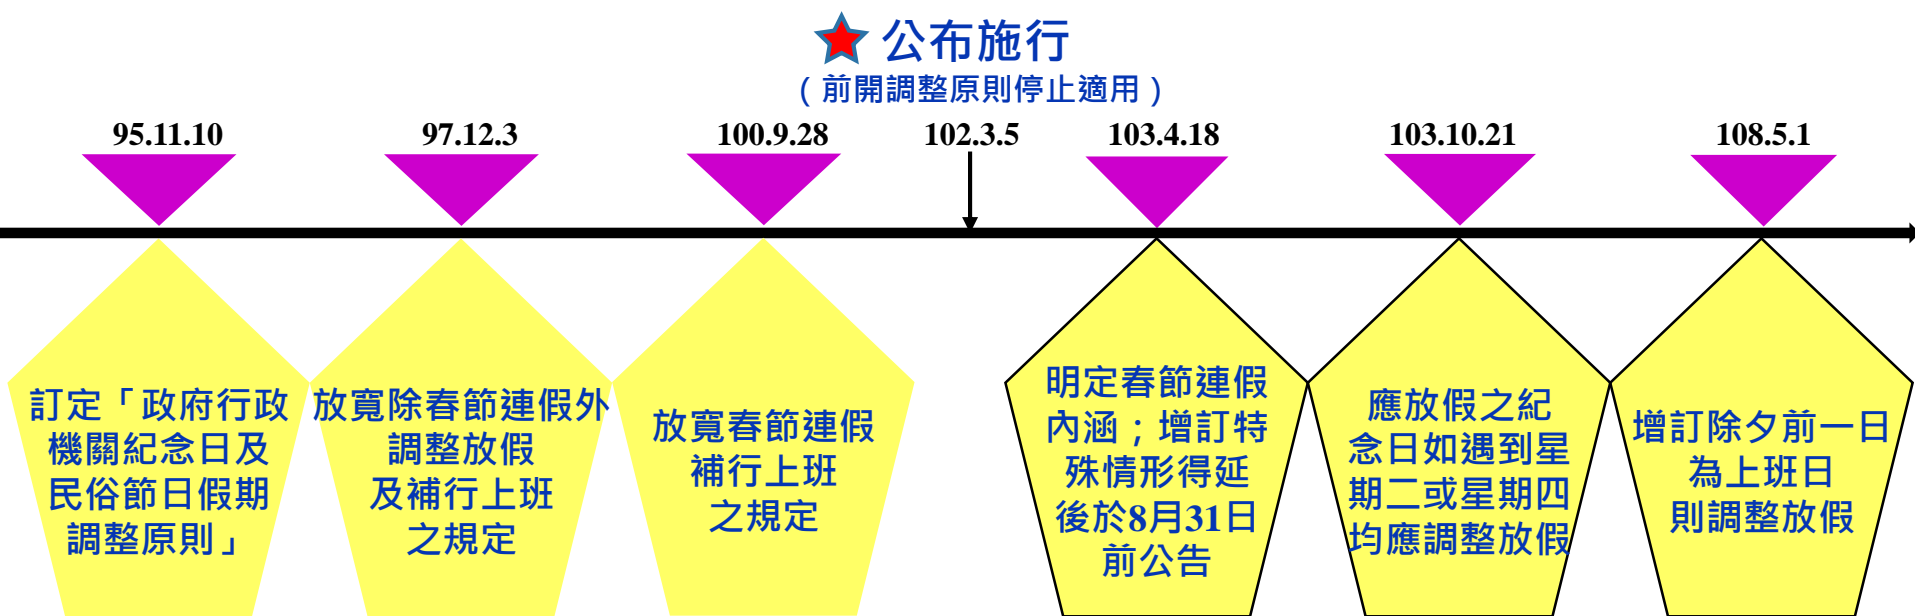 公布施行
（前開調整原則停止適用）
95.11.10
97.12.3
100.9.28
102.3.5
103.4.18
103.10.21
108.5.1
訂定「政府行政
機關紀念日及
民俗節日假期
調整原則」
放寬除春節連假外
調整放假
及補行上班
之規定
放寬春節連假
補行上班
之規定
明定春節連假
內涵；增訂特
殊情形得延
後於8月31日
前公告
應放假之紀
念日如遇到星
期二或星期四
均應調整放假
增訂除夕前一日
為上班日
則調整放假